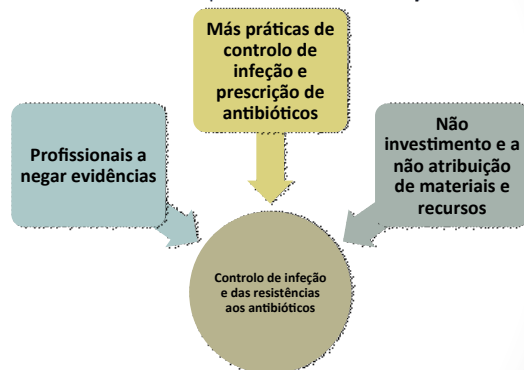 Más práticas de
controlo de
infeção e
prescrição de
antibióticos
Profissionais a
negar evidências
Não
investimento e a
não atribuição
de materiais e
recursos
Controlo de infeção
e das resistências
aos antibióticos